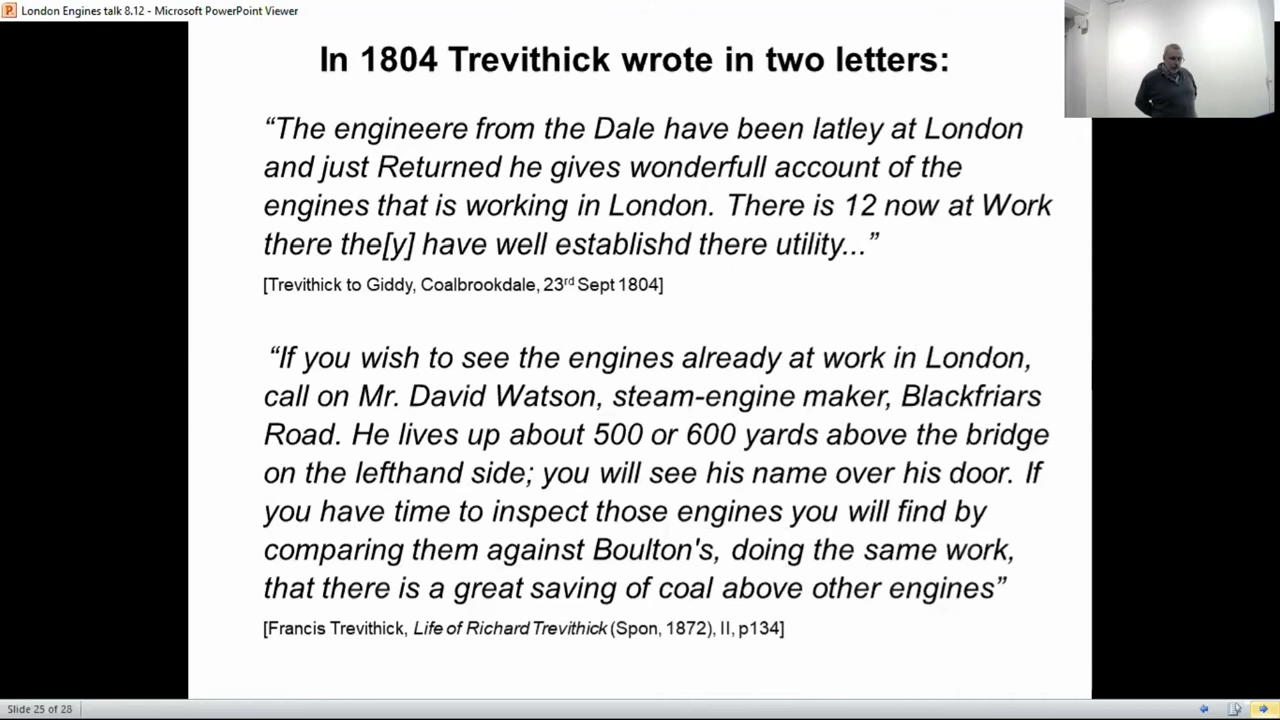 London Engines talk 8.12 - Microsoft PowerPoint Viewer
In 1804 Trevithick wrote in two letters:
“The engineere from the Dale have been latley at London
and just Returned he gives wonderfull account of the
engines that is working in London. There is 12 now at Work
there the[y] have well establishd there utility...”
[Trevithick to Giddy, Coalbrookdale, 23rd Sept 1804]
“If you wish to see the engines already at work in London,
call on Mr. David Watson, steam-engine maker, Blackfriars
Road. He lives up about 500 or 600 yards above the bridge
on the lefthand side; you will see his name over his door. If
you have time to inspect those engines you will find by
comparing them against Boulton's, doing the same work,
that there is a great saving of coal above other engines”
[Francis Trevithick, Life of Richard Trevithick (Spon, 1872), II, p134]
Slide 25 of 28